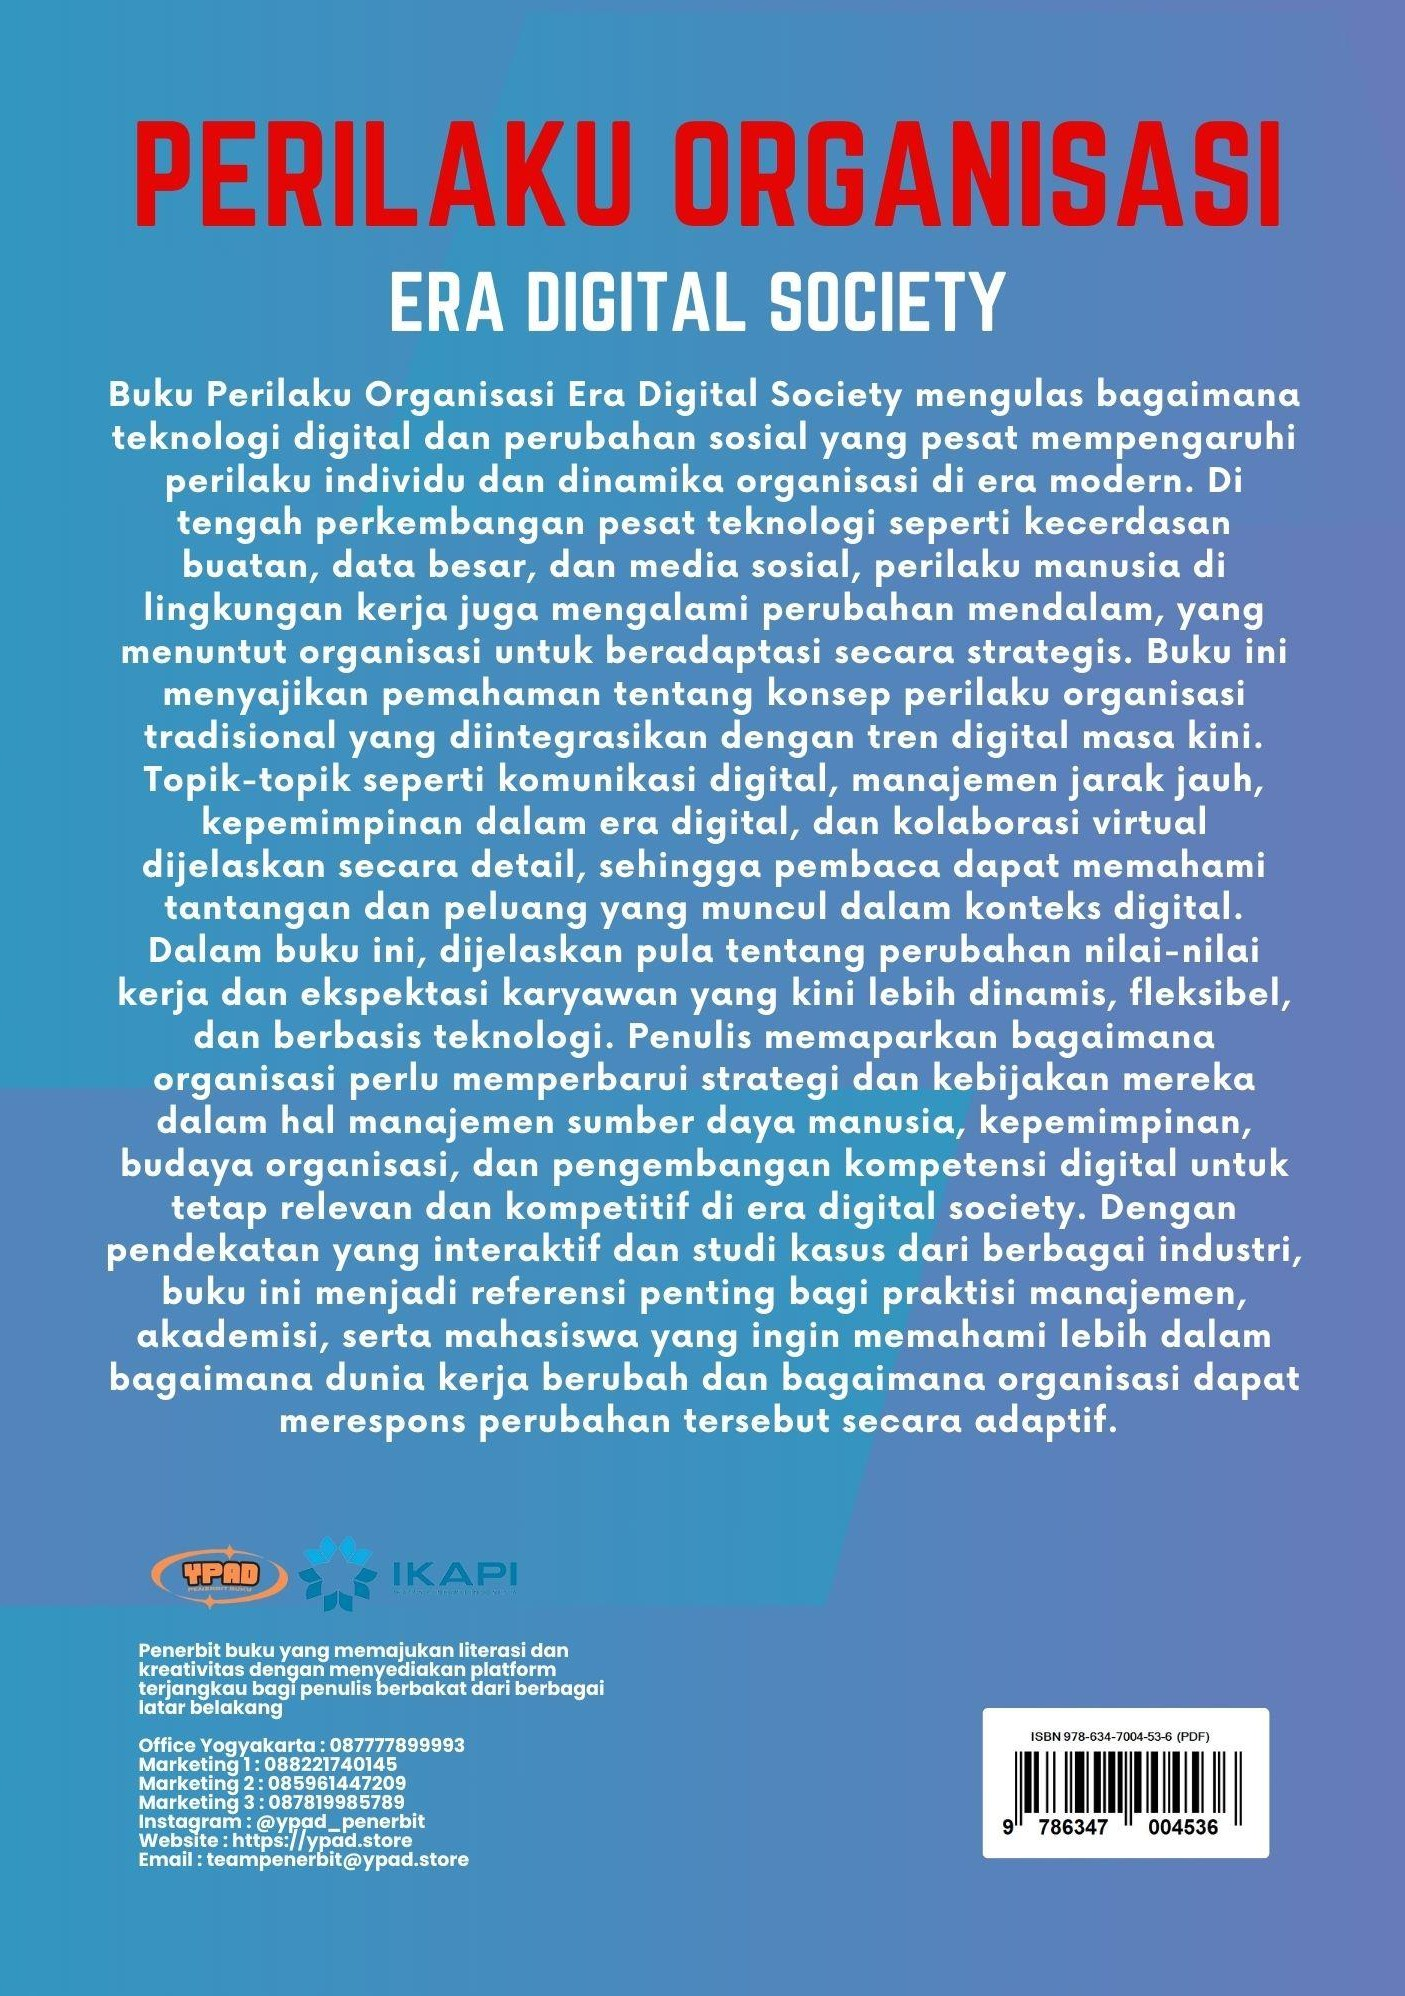 PERILAKU ORGANISASI
ERA DIGITAL SOCIETY
Buku Perilaku Organisasi Era Digital Society mengulas bagaimana
teknologi digital dan perubahan sosial yang pesat mempengaruhi
perilaku individu dan dinamika organisasi di era modern. Di
tengah perkembangan pesat teknologi seperti kecerdasan
buatan, data besar, dan media sosial, perilaku manusia di
lingkungan kerja juga mengalami perubahan mendalam, yang
menuntut organisasi untuk beradaptasi secara strategis. Buku ini
menyajikan pemahaman tentang konsep perilaku organisasi
tradisional yang diintegrasikan dengan tren digital masa kini.
Topik-topik seperti komunikasi digital, manajemen jarak jauh,
kepemimpinan dalam era digital, dan kolaborasi virtual
dijelaskan secara detail, sehingga pembaca dapat memahami
tantangan dan peluang yang muncul dalam konteks digital.
Dalam buku ini, dijelaskan pula tentang perubahan nilai-nilai
kerja dan ekspektasi karyawan yang kini lebih dinamis, fleksibel,
dan berbasis teknologi. Penulis memaparkan bagaimana
organisasi perlu memperbarui strategi dan kebijakan mereka
dalam hal manajemen sumber daya manusia, kepemimpinan,
budaya organisasi, dan pengembangan kompetensi digital untuk
tetap relevan dan kompetitif di era digital society. Dengan
pendekatan yang interaktif dan studi kasus dari berbagai industri,
buku ini menjadi referensi penting bagi praktisi manajemen,
akademisi, serta mahasiswa yang ingin memahami lebih dalam
bagaimana dunia kerja berubah dan bagaimana organisasi dapat
merespons perubahan tersebut secara adaptif.
YPAD
PENERBIT BUKU
IKAPI
Penerbit buku yang memajukan literasi dan
kreativitas dengan menyediakan platform
terjangkau bagi penulis berbakat dari berbagai
latar belakang
Office Yogyakarta : 087777899993
Marketing 1 : 088221740145
Marketing 2 : 085961447209
Marketing 3 : 087819985789
Instagram : @ypad_penerbit
Website : https://ypad.store
Email : teampenerbit@ypad.store
ISBN 978-634-7004-53-6 (PDF)
9 786347 004536